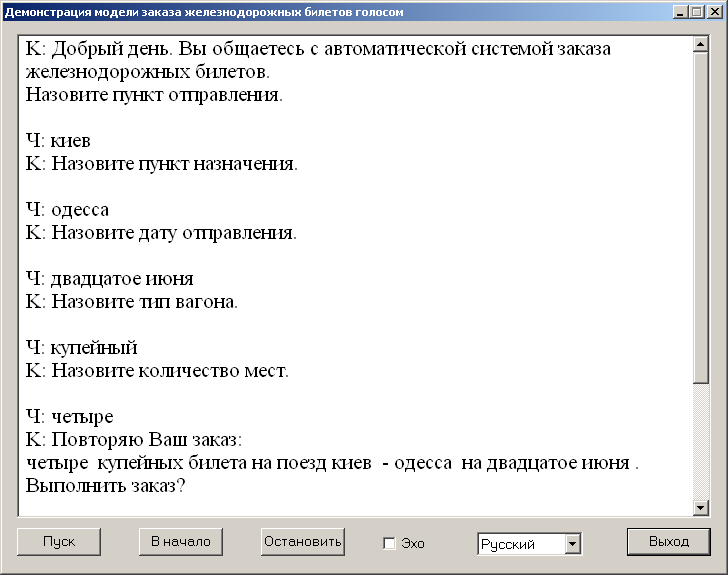 Демонстрация модели заказа железнодорожных билетов голосом
К: Добрый день. Вы общаетесь с автоматической системой заказа
железнодорожных билетов.
Назовите пункт отправления.
Ч: киев
К: Назовите пункт назначения.
Ч: одесса
К: Назовите дату отправления.
Ч: двадцатое июня
К: Назовите тип вагона.
Ч: купейный
К: Назовите количество мест.
Ч: четыре
К: Повторяю Ваш заказ:
четыре  купейных билета на поезд киев  - одесса  на двадцатое июня .
Выполнить заказ?
Пуск В начало Остановить Эхо Русский Выход